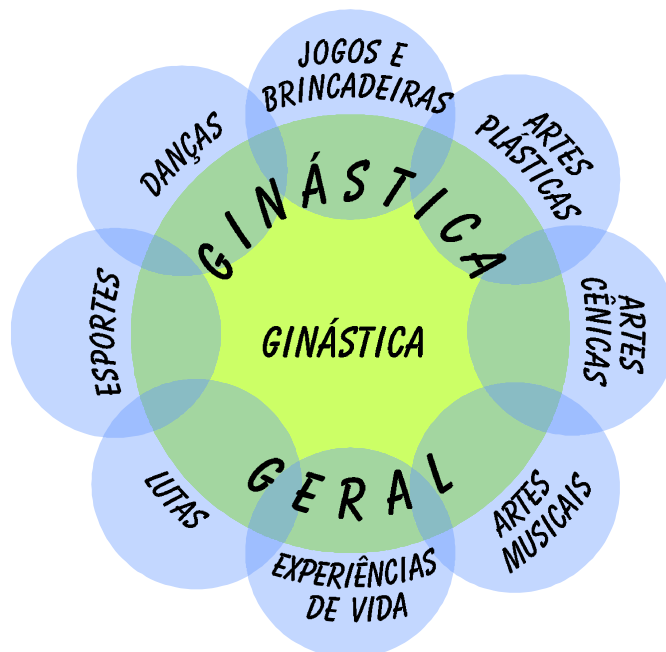 JOGOS E
BRINCADEIRAS
ARTES
PLÁSTICAS
DANÇAS
GINÁSTICA
ARTES
CÊNICAS
ESPORTES
GINÁSTICA
GERAL
LUTAS
ARTES
MUSICAIS
EXPERIÊNCIAS
DE VIDA